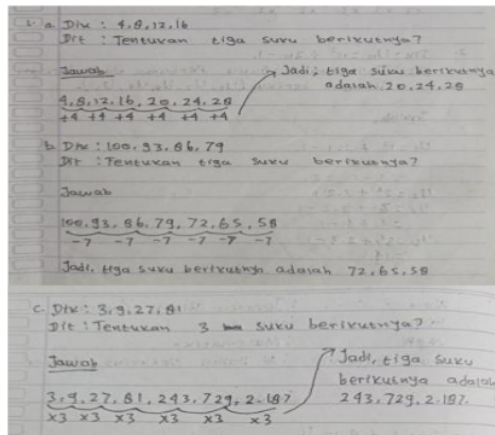 1. a. Dik : 4, 8, 12, 16
Dit : Tentukan tiga suku berikutnya?
Jawab
Jadi, tiga suku berikutnya
adalah 20, 24, 28
4, 8, 12, 16, 20, 24, 28
+4 +4 +4 +4 +4 +4
b. Dik : 100, 93, 86, 79
Dit : Tentukan tiga suku berikutnya?
Jawab
100, 93, 86, 79, 72, 65, 58
-7 -7 -7 -7 -7 -7
Jadi, tiga suku berikutnya adalah 72, 65, 58
c. Dik : 3, 9, 27, 81
Dit : Tentukan 3 suku berikutnya?
Jawab
Jadi, tiga suku
berikutnya adalah
243, 729, 2.187.
3, 9, 27, 81, 243, 729, 2.187
x3 x3 x3 x3 x3 x3